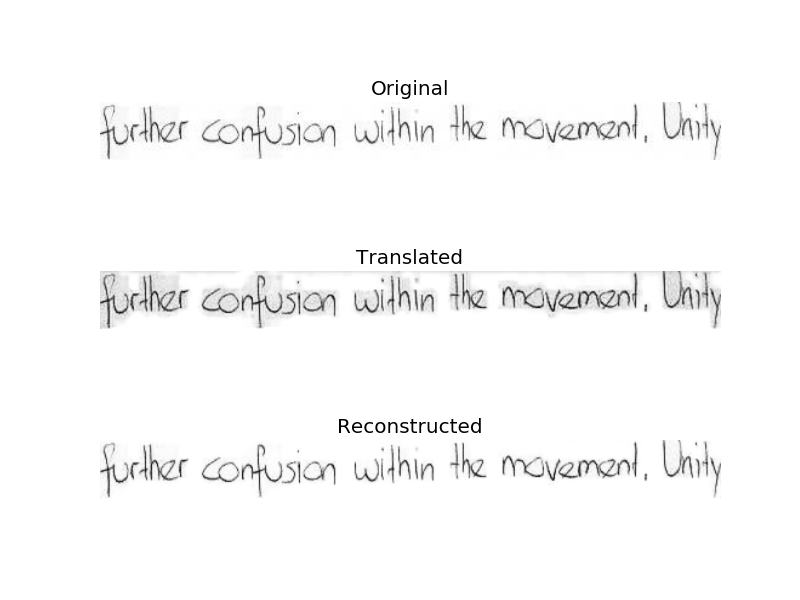 Original
further confusion within the movement. Unity
Translated
further confusion within the movement. Unity
Reconstructed
further confusion within the movement. Unity